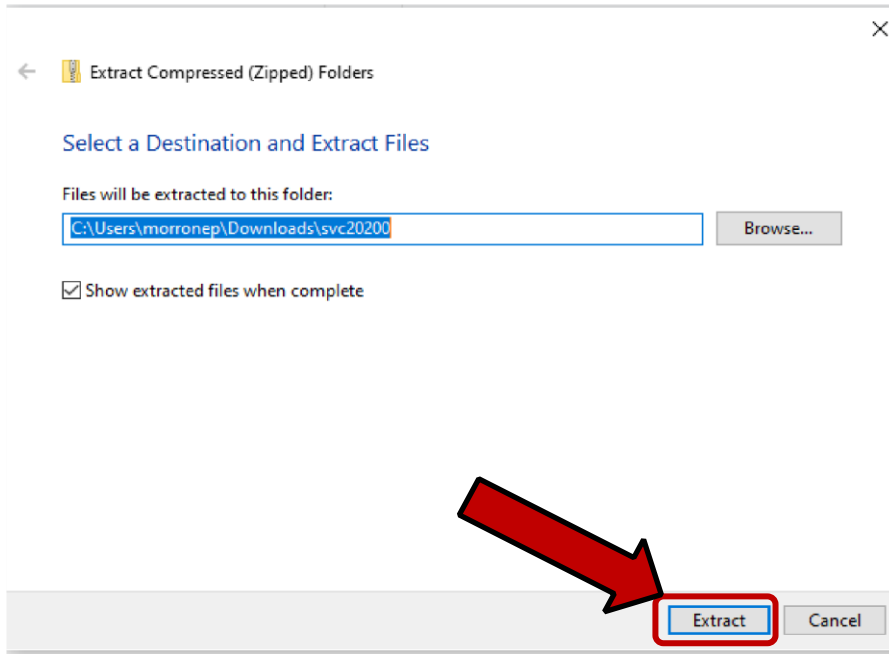 Extract Compressed (Zipped) Folders
Select a Destination and Extract Files
Files will be extracted to this folder:
C:\Users\morronep\Downloads\svc20200
Browse...
Show extracted files when complete
Extract
Cancel